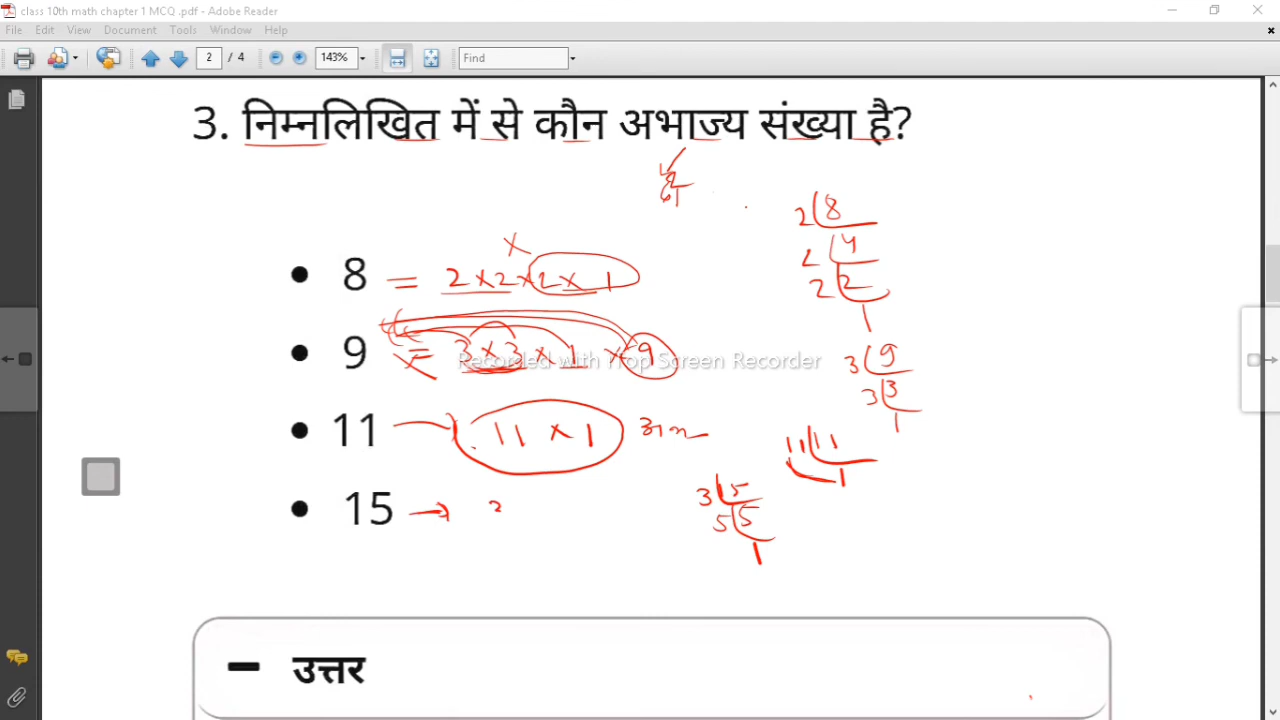 class 10th math chapter 1 MCQ .pdf - Adobe Reader
File Edit View Document Tools Window Help
2 / 4 143% Find
3. निम्नलिखित में से कौन अभाज्य संख्या है?
• 8 = 2 × 2 × 2 × 1
2 8
2 4
2 2
1
• 9 = 3 × 3 × 1 × 9
Recorded with iTop Screen Recorder
3 9
3 3
1
• 11 → 11 × 1
11 11
1
• 15 →
3 15
5 5
1
उत्तर